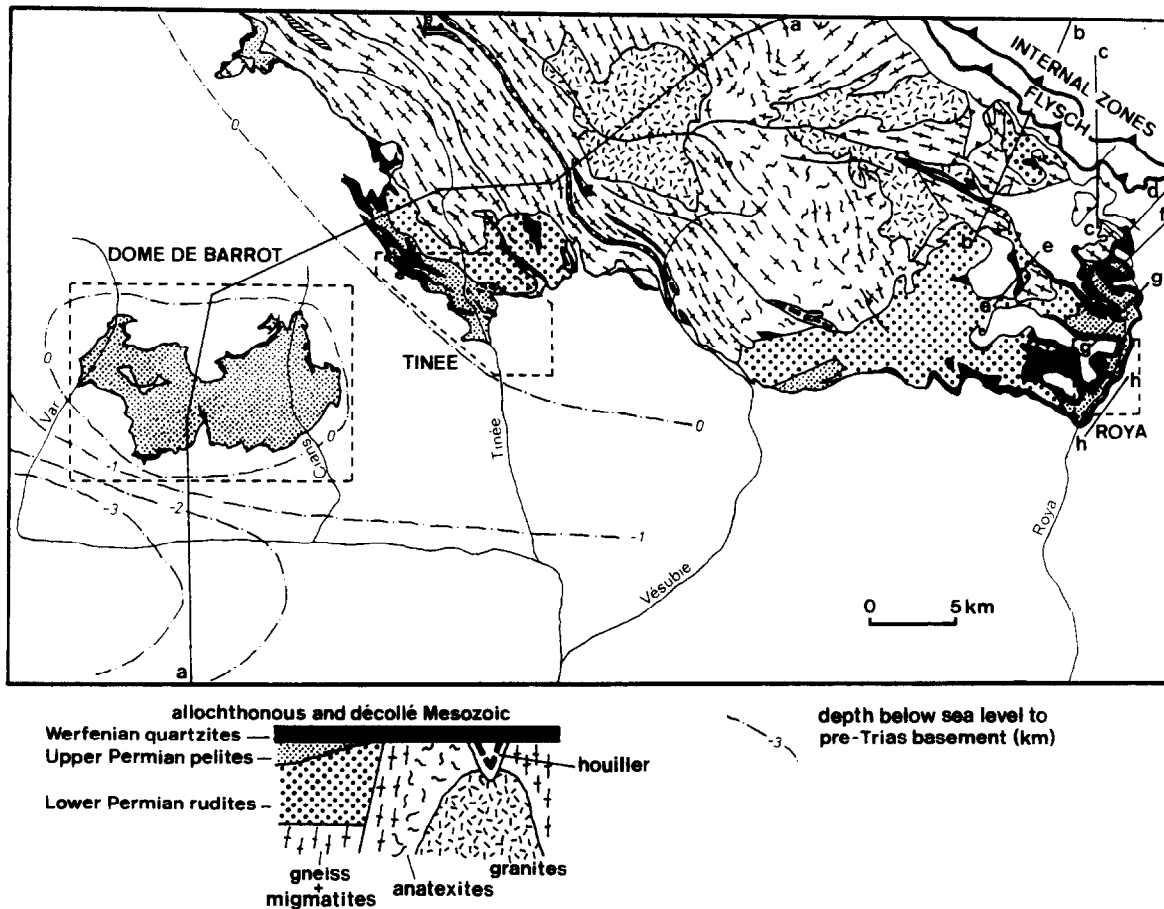 a
b
c
INTERNAL ZONES
FLYSCH
0
d
f
DOME DE BARROT
b
c
e
g
e
g
TINEE
0
h
Var
Cians
0
0
ROYA
h
Tinée
-1
-2
-3
-1
Roya
Vésubie
0 5 km
a
allochthonous and décollé Mesozoic
Werfenian quartzites
Upper Permian pelites
houiller
Lower Permian rudites
gneiss
+
migmatites
anatexites
granites
-3
depth below sea level to
pre-Trias basement (km)